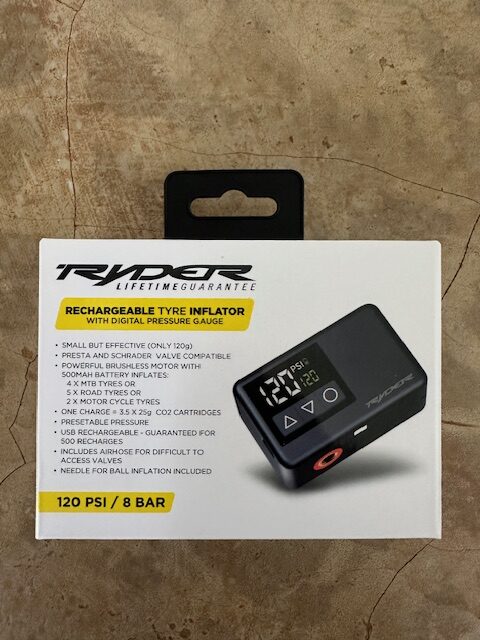 RYDER
LIFETIMEGUARANTEE
RECHARGEABLE TYRE INFLATOR
WITH DIGITAL PRESSURE GAUGE
• SMALL BUT EFFECTIVE (ONLY 120g)
• PRESTA AND SCHRADER VALVE COMPATIBLE
• POWERFUL BRUSHLESS MOTOR WITH
500MAH BATTERY INFLATES:
4 X MTB TYRES OR
5 X ROAD TYRES OR
2 X MOTOR CYCLE TYRES
• ONE CHARGE = 3.5 X 25g CO2 CARTRIDGES
• PRESETABLE PRESSURE
• USB RECHARGEABLE - GUARANTEED IFOR
500 RECHARGES
• INCLUDES AIRHOSE FOR DIFFICULT TO
ACCESS VALVES
• NEEDLE FOR BALL INFLATION INCLUDED
120 PSI / 8 BAR
120 PSI
120
RYDER